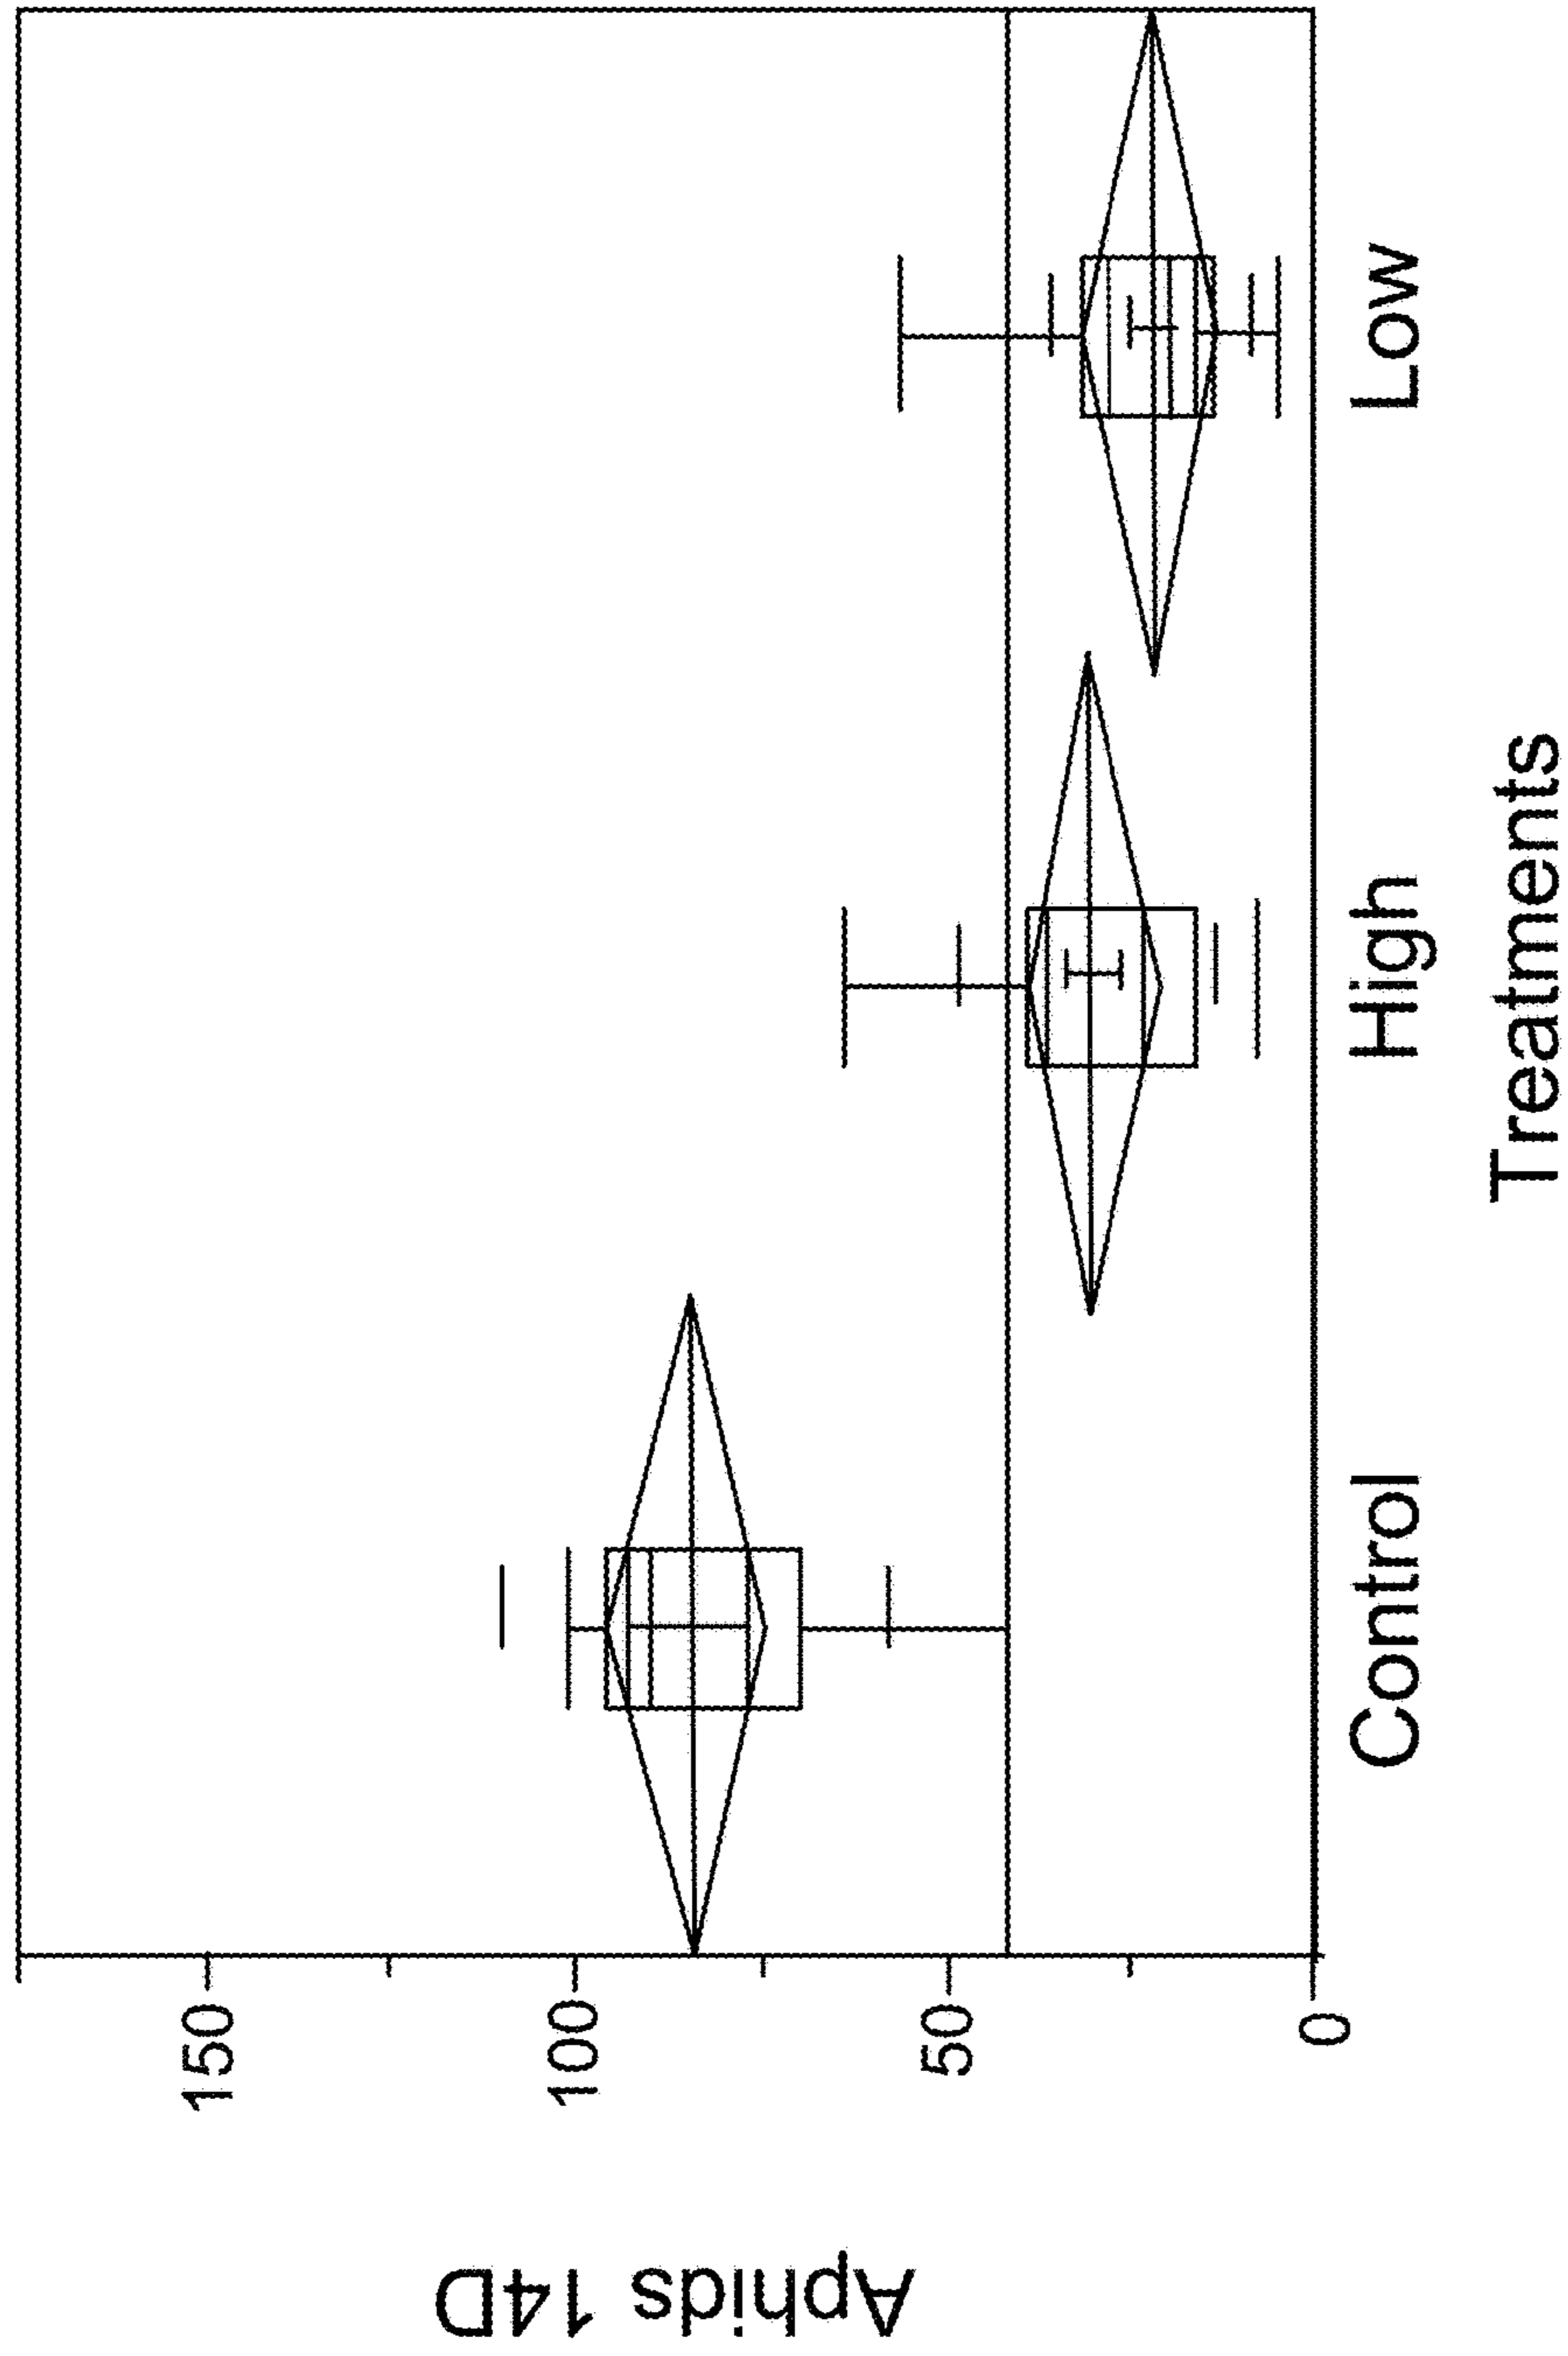 Aphids 14D
150
100
50
0
Control
High
Low
Treatments